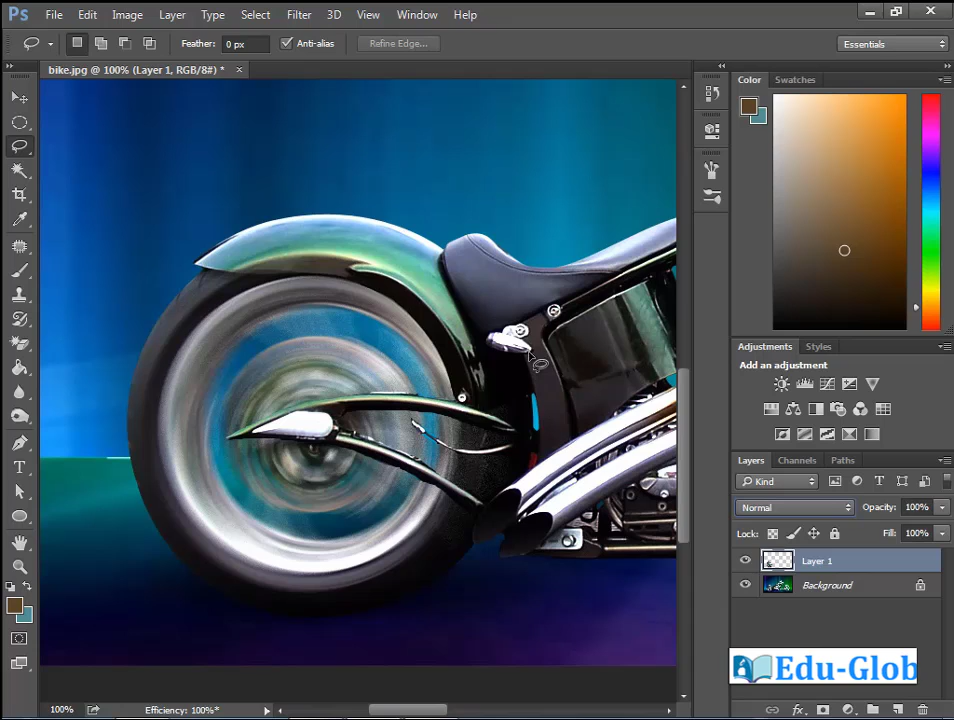 Ps File Edit Image Layer Type Select Filter 3D View Window Help
Feather: 0 px Anti-alias Refine Edge... Essentials
bike.jpg @ 100% (Layer 1, RGB/8#) * ×
Color Swatches
Adjustments Styles
Add an adjustment
Layers Channels Paths
Kind
Normal Opacity: 100%
Lock: Fill: 100%
Layer 1
Background
Edu-Glob
100% Efficiency: 100%*